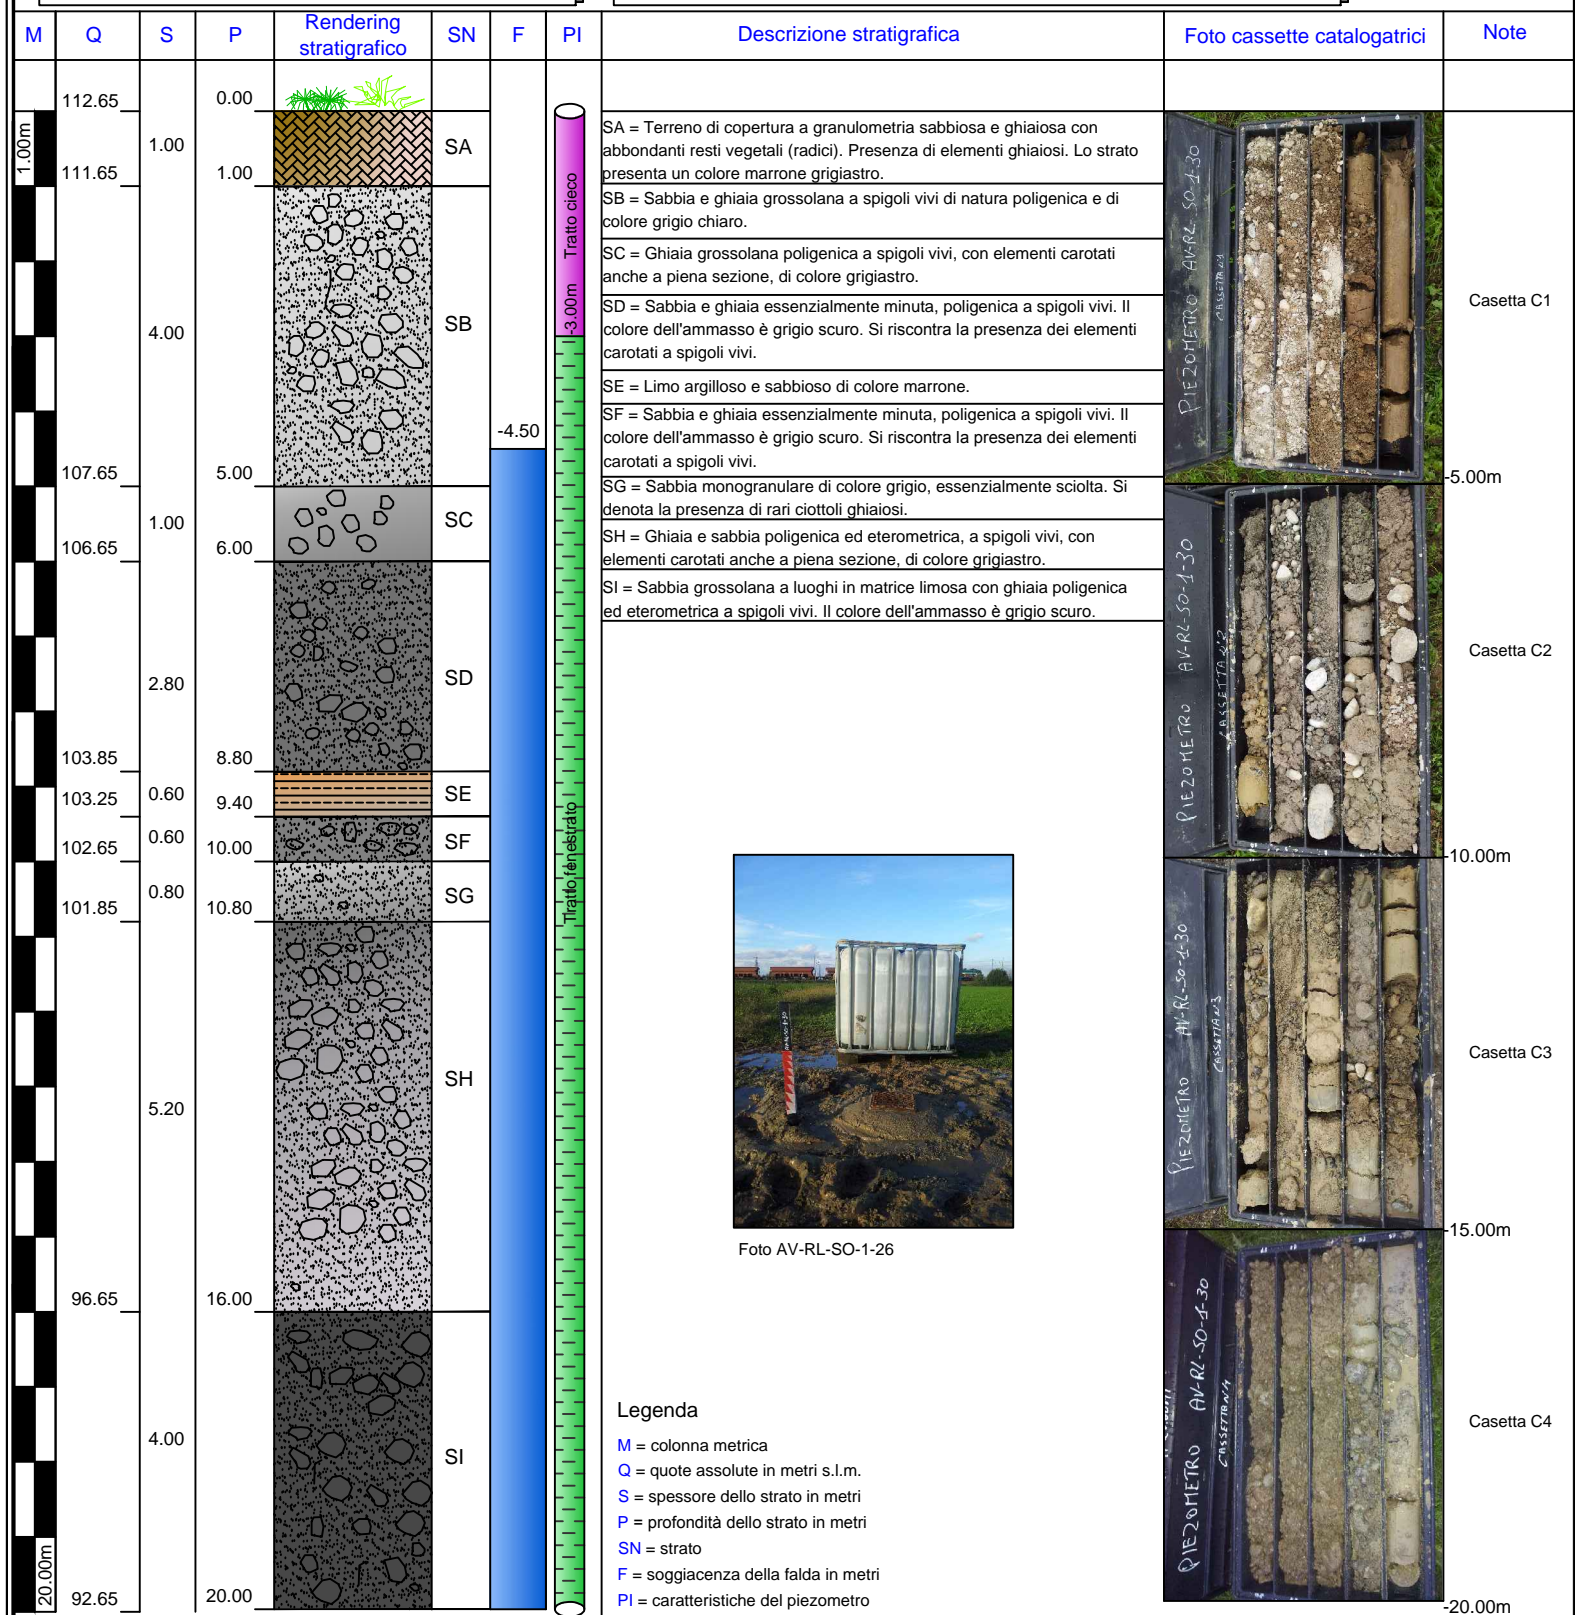 M
Q
S
P
Rendering
stratigrafico
SN
F
PI
Descrizione stratigrafica
Foto cassette catalogatrici
Note
112.65
0.00
1.00m
1.00
SA
111.65
1.00
Tratto cieco
-3.00m
SA = Terreno di copertura a granulometria sabbiosa e ghiaiosa con
abbondanti resti vegetali (radici). Presenza di elementi ghiaiosi. Lo strato
presenta un colore marrone grigiastro.
SB = Sabbia e ghiaia grossolana a spigoli vivi di natura poligenica e di
colore grigio chiaro.
SC = Ghiaia grossolana poligenica a spigoli vivi, con elementi carotati
anche a piena sezione, di colore grigiastro.
SD = Sabbia e ghiaia essenzialmente minuta, poligenica a spigoli vivi. Il
colore dell'ammasso è grigio scuro. Si riscontra la presenza dei elementi
carotati a spigoli vivi.
SE = Limo argilloso e sabbioso di colore marrone.
SF = Sabbia e ghiaia essenzialmente minuta, poligenica a spigoli vivi. Il
colore dell'ammasso è grigio scuro. Si riscontra la presenza dei elementi
carotati a spigoli vivi.
SG = Sabbia monogranulare di colore grigio, essenzialmente sciolta. Si
denota la presenza di rari ciottoli ghiaiosi.
SH = Ghiaia e sabbia poligenica ed eterometrica, a spigoli vivi, con
elementi carotati anche a piena sezione, di colore grigiastro.
SI = Sabbia grossolana a luoghi in matrice limosa con ghiaia poligenica
ed eterometrica a spigoli vivi. Il colore dell'ammasso è grigio scuro.
4.00
SB
-4.50
107.65
5.00
1.00
SC
106.65
6.00
2.80
SD
103.85
8.80
0.60
SE
103.25
9.40
0.60
SF
102.65
10.00
0.80
SG
101.85
10.80
Tratto fenestrato
5.20
SH
96.65
16.00
4.00
SI
20.00m
92.65
20.00
PIEZOMETRO AV-RL-SO-1-30
CASSETTA N1
Casetta C1
-5.00m
PIEZOMETRO AV-RL-SO-1-30
CASSETTA N°2
Casetta C2
-10.00m
PIEZOMETRO AV-RL-SO-1-30
CASSETTA N3
Casetta C3
-15.00m
PIEZOMETRO AV-RL-SO-1-30
CASSETTA N4
Casetta C4
-20.00m
Foto AV-RL-SO-1-26
Legenda
M = colonna metrica
Q = quote assolute in metri s.l.m.
S = spessore dello strato in metri
P = profondità dello strato in metri
SN = strato
F = soggiacenza della falda in metri
PI = caratteristiche del piezometro